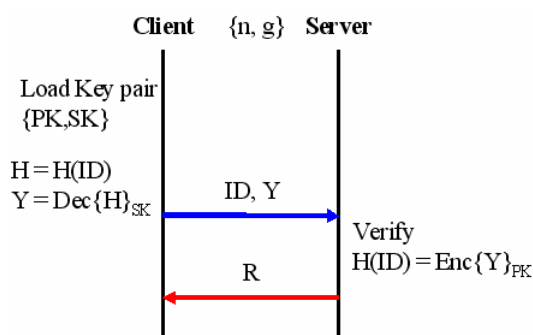 Client {n, g} Server
Load Key pair
{PK,SK}
H = H(ID)
Y = Dec{H}SK
ID, Y
Verify
H(ID) = Enc{Y}PK
R